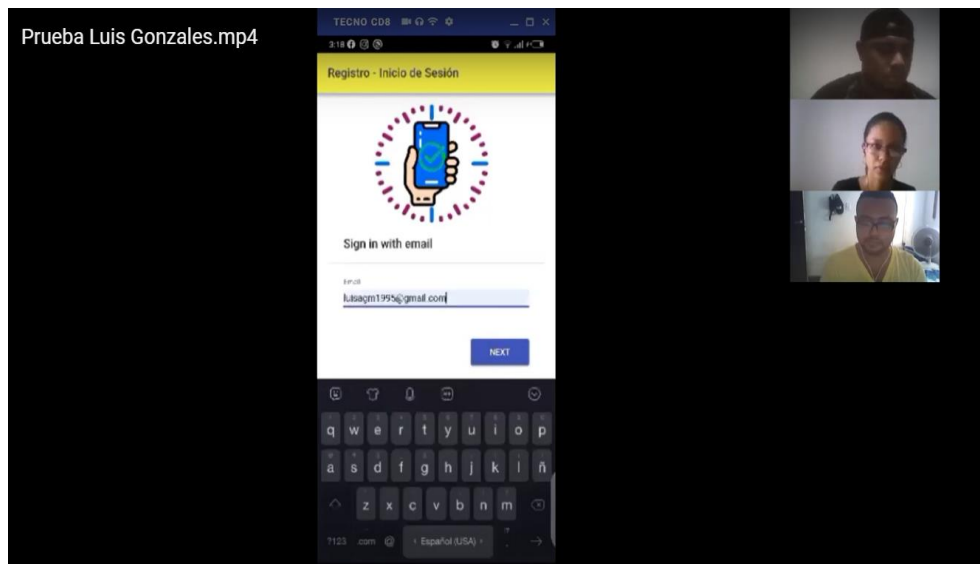 Prueba Luis Gonzales.mp4
TECNO CD8
3:18
Registro - Inicio de Sesión
Sign in with email
Email
luisagm1995@gmail.com
NEXT
q w e r t y u i o p
a s d f g h j k l ñ
z x c v b n m
?123 .com @ Español (USA) .